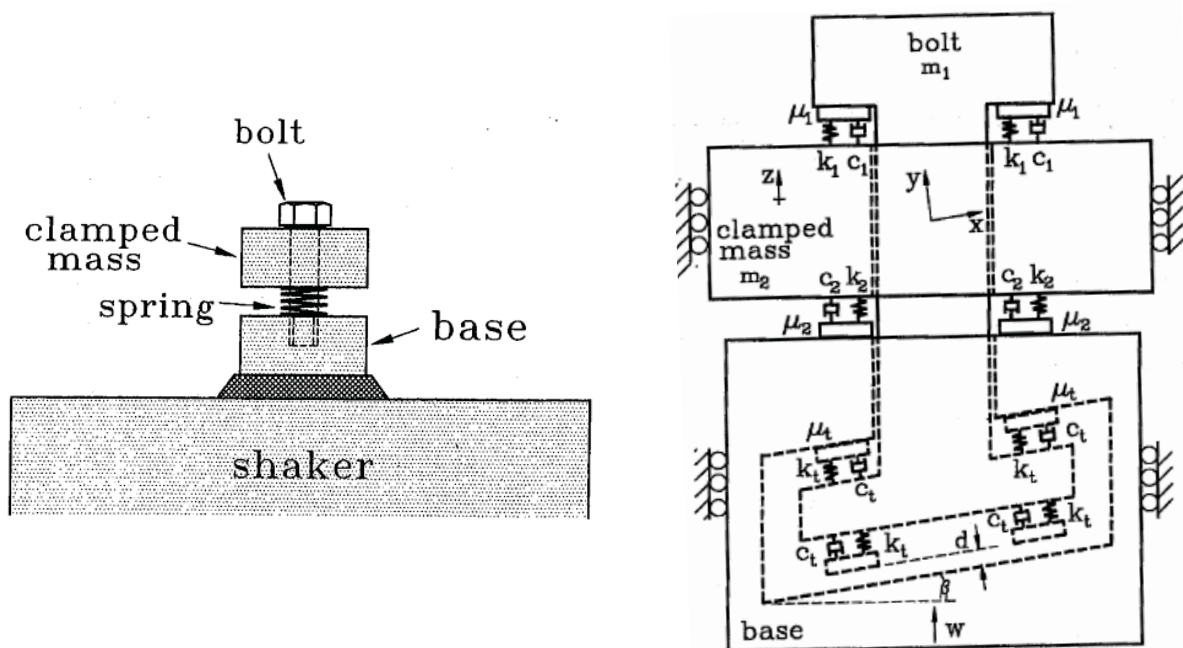 bolt
clamped
mass
spring
base
shaker
bolt
m₁
μ₁
μ₁
k₁ c₁
k₁ c₁
z
y
x
clamped
mass
m₂
c₂ k₂
c₂ k₂
μ₂
μ₂
μₜ
μₜ
kₜ
cₜ
cₜ
kₜ
cₜ
kₜ
d
cₜ
kₜ
β
w
base